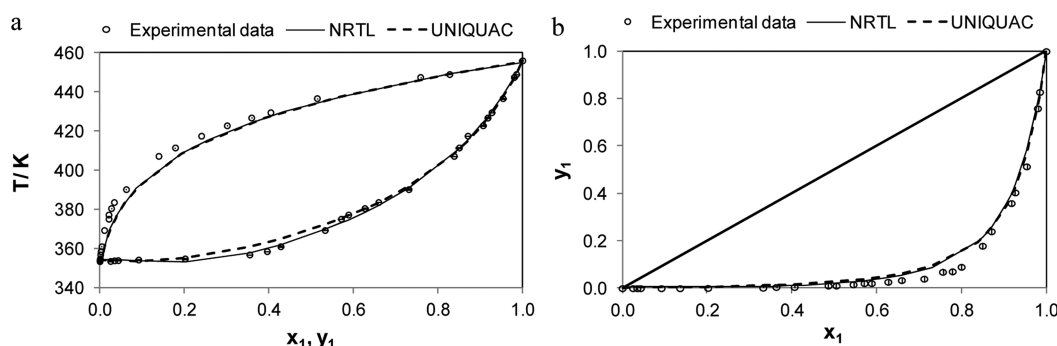 a
Experimental data NRTL UNIQUAC
460
440
420
400
380
360
340
T/ K
0.0 0.2 0.4 0.6 0.8 1.0
x₁, y₁
b
Experimental data NRTL UNIQUAC
1.0
0.8
0.6
0.4
0.2
0.0
y₁
0.0 0.2 0.4 0.6 0.8 1.0
x₁